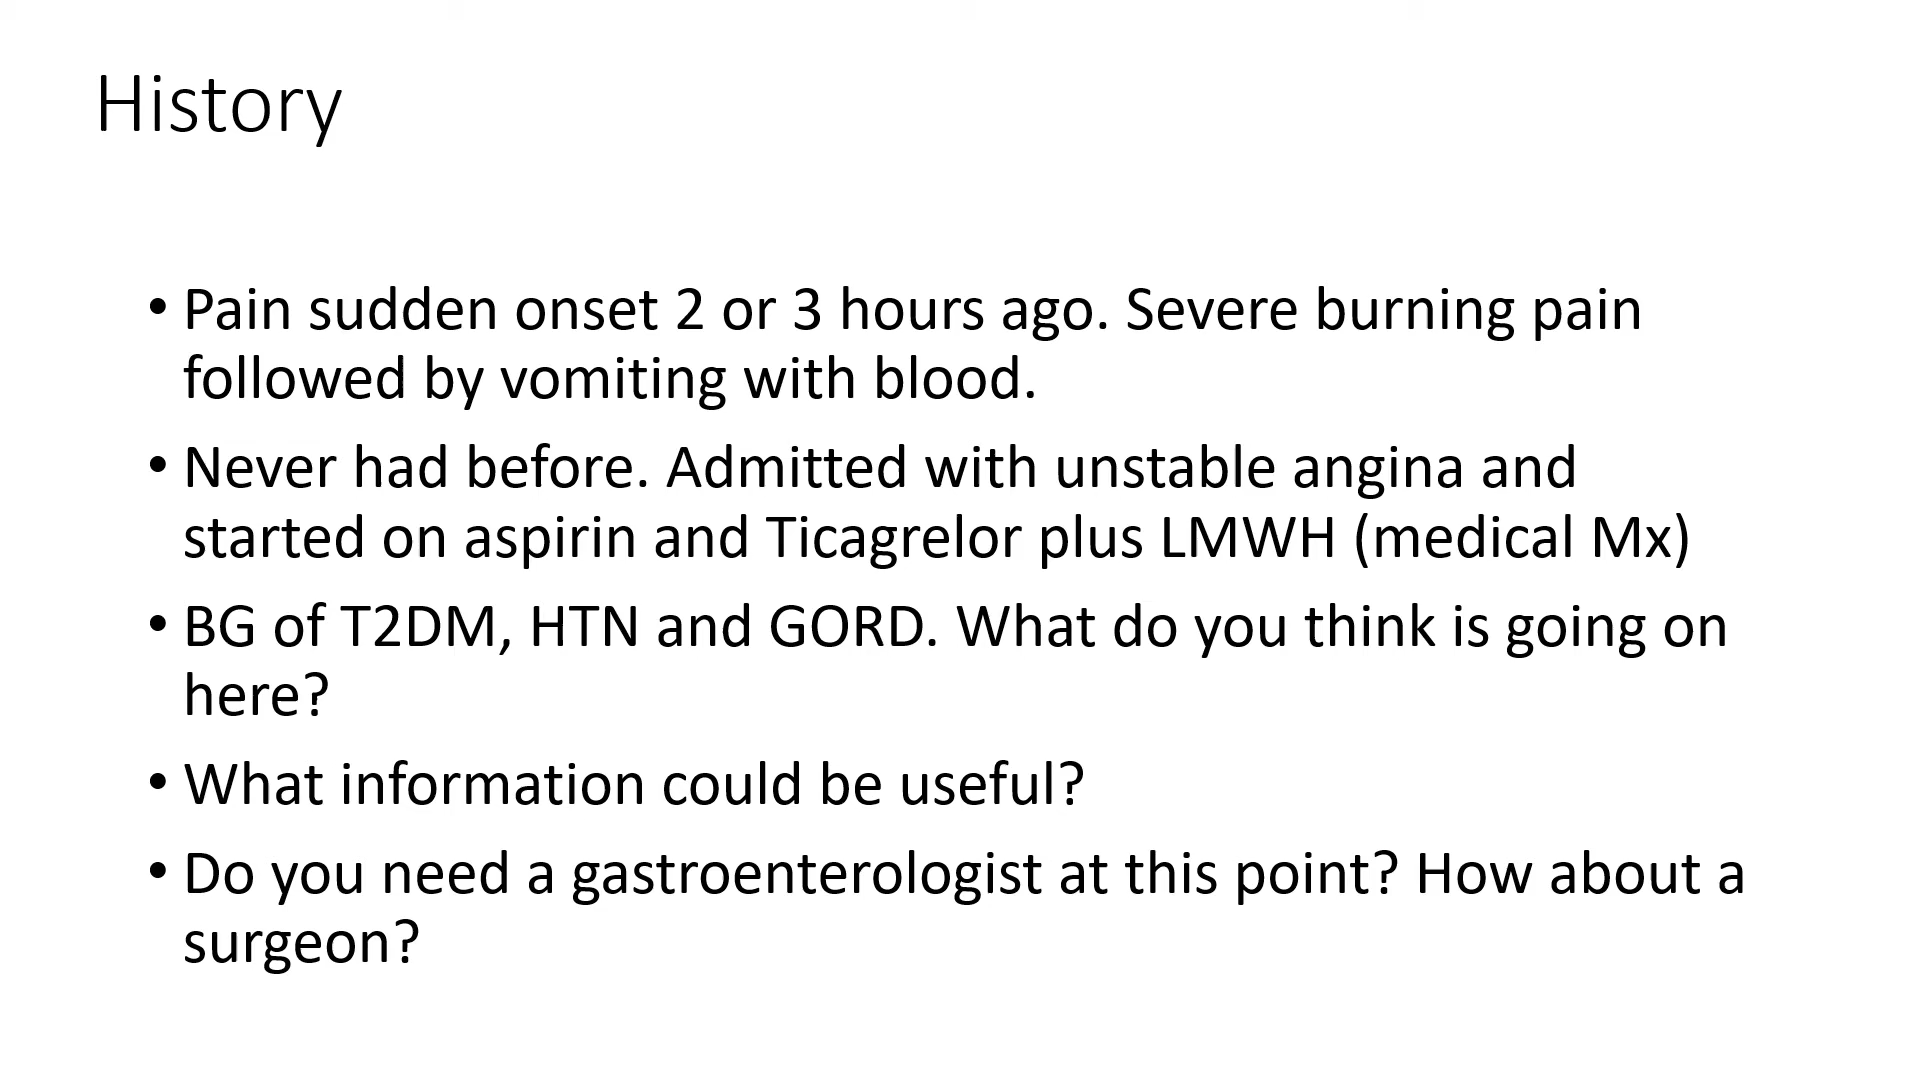 History
• Pain sudden onset 2 or 3 hours ago. Severe burning pain
followed by vomiting with blood.
• Never had before. Admitted with unstable angina and
started on aspirin and Ticagrelor plus LMWH (medical Mx)
• BG of T2DM, HTN and GORD. What do you think is going on
here?
• What information could be useful?
• Do you need a gastroenterologist at this point? How about a
surgeon?